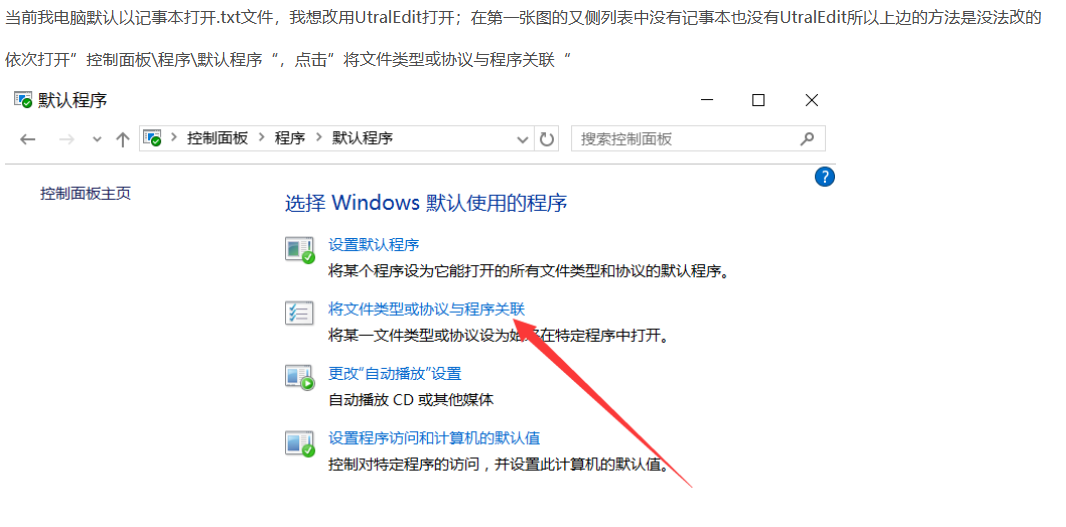 当前我电脑默认以记事本打开.txt文件，我想改用UtralEdit打开；在第一张图的又侧列表中没有记事本也没有UtralEdit所以上边的方法是没法改的
依次打开”控制面板\程序\默认程序“，点击”将文件类型或协议与程序关联“
默认程序
控制面板 > 程序 > 默认程序
搜索控制面板
?
控制面板主页
选择 Windows 默认使用的程序
设置默认程序
将某个程序设为它能打开的所有文件类型和协议的默认程序。
将文件类型或协议与程序关联
将某一文件类型或协议设为始终在特定程序中打开。
更改“自动播放”设置
自动播放 CD 或其他媒体
设置程序访问和计算机的默认值
控制对特定程序的访问，并设置此计算机的默认值。